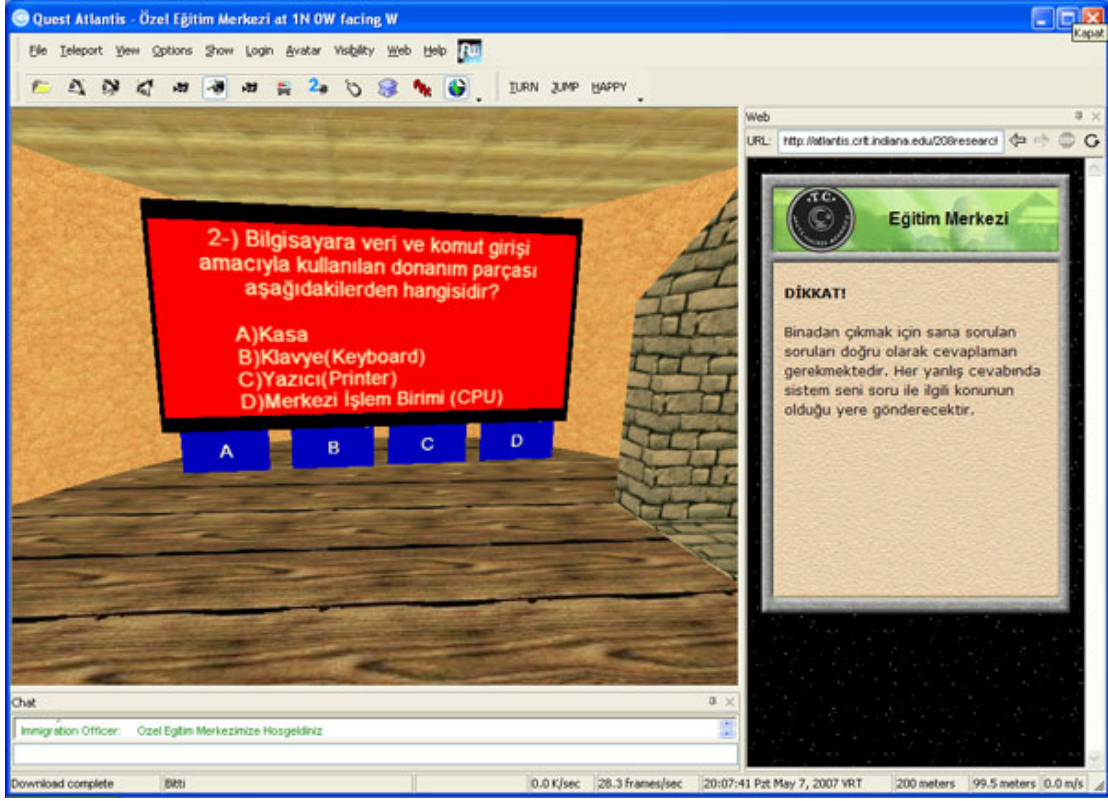 Quest Atlantis - Özel Eğitim Merkezi at 1N 0W facing W
Kapat
File Teleport View Options Show Login Avatar Visibility Web Help
TURN JUMP HAPPY
2-) Bilgisayara veri ve komut girişi
amacıyla kullanılan donanım parçası
aşağıdakilerden hangisidir?
A)Kasa
B)Klavye(Keyboard)
C)Yazıcı(Printer)
D)Merkezi İşlem Birimi (CPU)
A B C D
Web
URL: http://atlantis.crlt.indiana.edu/208research
.T.C.
Eğitim Merkezi
DİKKAT!
Binadan çıkmak için sana sorulan
soruları doğru olarak cevaplaman
gerekmektedir. Her yanlış cevabında
sistem seni soru ile ilgili konunun
olduğu yere gönderecektir.
Chat
Immigration Officer: Ozel Egitim Merkezimize Hosgeldiniz
Download complete Bitti 0.0 K/sec 28.3 frames/sec 20:07:41 Pzt May 7, 2007 VRT 200 meters 99.5 meters 0.0 m/s